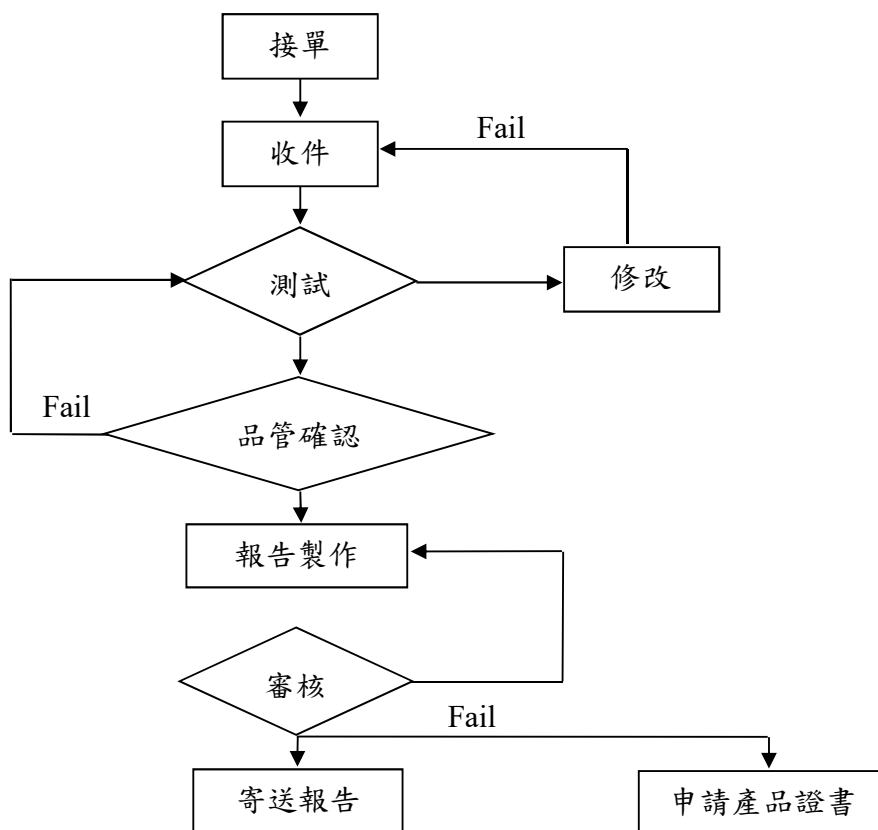 接單
收件
Fail
測試
修改
Fail
品管確認
報告製作
審核
Fail
寄送報告
申請產品證書